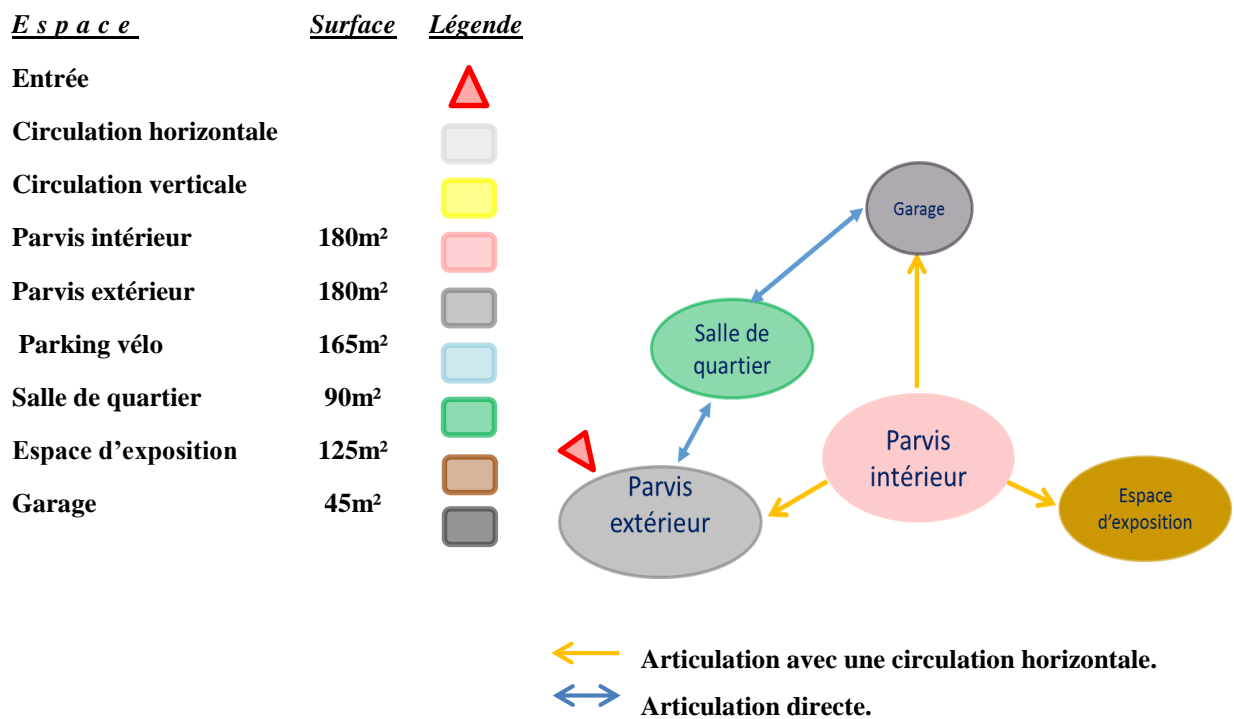 Espace Surface Légende
Entrée
Circulation horizontale
Circulation verticale
Parvis intérieur 180m²
Parvis extérieur 180m²
Parking vélo 165m²
Salle de quartier 90m²
Espace d’exposition 125m²
Garage 45m²
Garage
Salle de
quartier
Parvis
intérieur
Parvis
extérieur
Espace
d’exposition
Articulation avec une circulation horizontale.
Articulation directe.